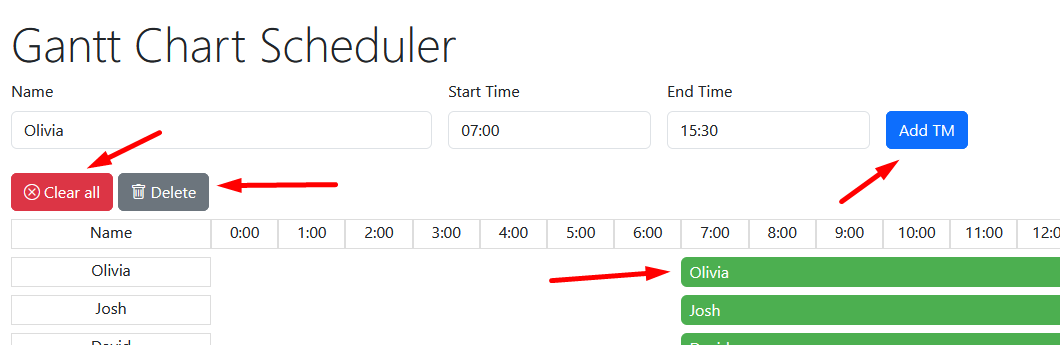 Gantt Chart Scheduler
Name Start Time End Time
Olivia 07:00 15:30 Add TM
Clear all Delete
Name 0:00 1:00 2:00 3:00 4:00 5:00 6:00 7:00 8:00 9:00 10:00 11:00 12:0
Olivia Olivia
Josh Josh
David David